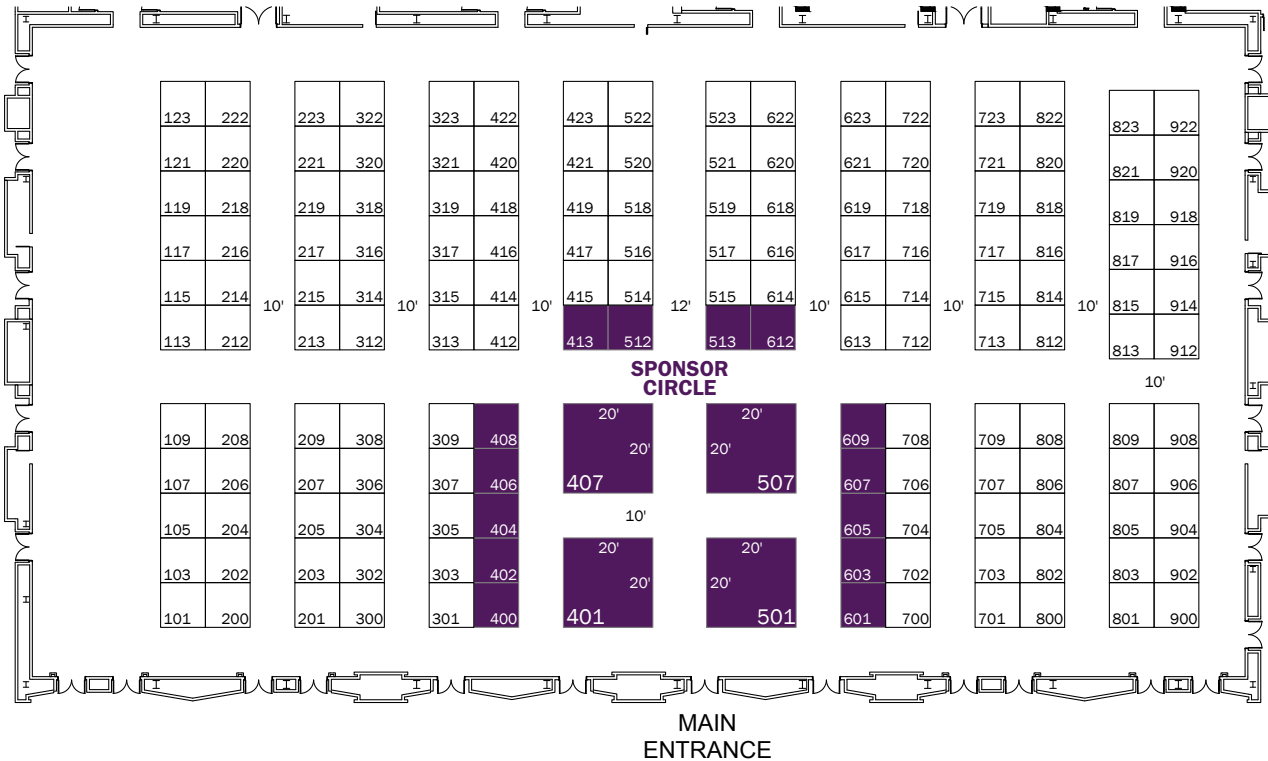 123 222 223 322 323 422 423 522 523 622 623 722 723 822 823 922
121 220 221 320 321 420 421 520 521 620 621 720 721 820 821 920
119 218 219 318 319 418 419 518 519 618 619 718 719 818 819 918
117 216 217 316 317 416 417 516 517 616 617 716 717 816 817 916
115 214 10' 215 314 10' 315 414 10' 415 514 12' 515 614 10' 615 714 10' 715 814 10' 815 914
113 212 213 312 313 412 413 512 513 612 613 712 713 812 813 912
SPONSOR
CIRCLE
10'
20' 20'
109 208 209 308 309 408 20' 20' 609 708 709 808 809 908
107 206 207 306 307 406 407 507 607 706 707 806 807 906
105 204 205 304 305 404 10' 605 704 705 804 805 904
20' 20'
103 202 203 302 303 402 20' 20' 603 702 703 802 803 902
101 200 201 300 301 400 401 501 601 700 701 800 801 900
MAIN
ENTRANCE